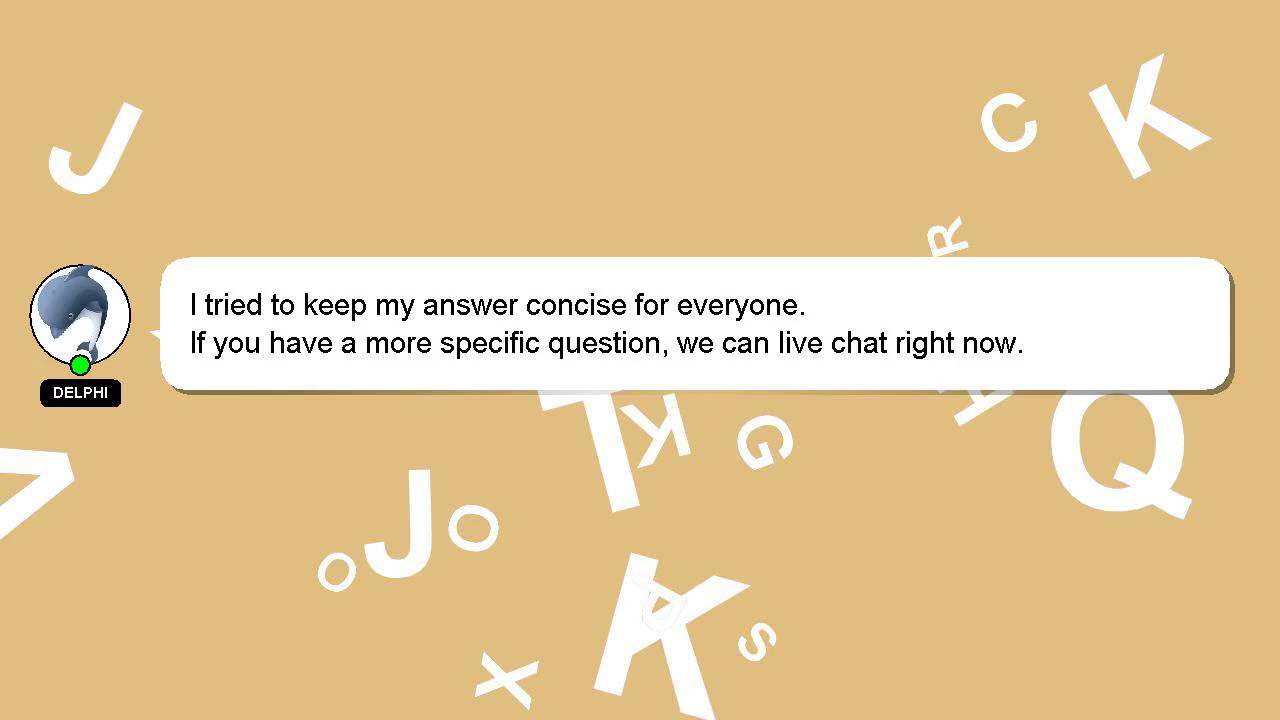 J
C
K
R
I tried to keep my answer concise for everyone.
If you have a more specific question, we can live chat right now.
DELPHI
T
K
G
Q
J
O
O
K
S
X